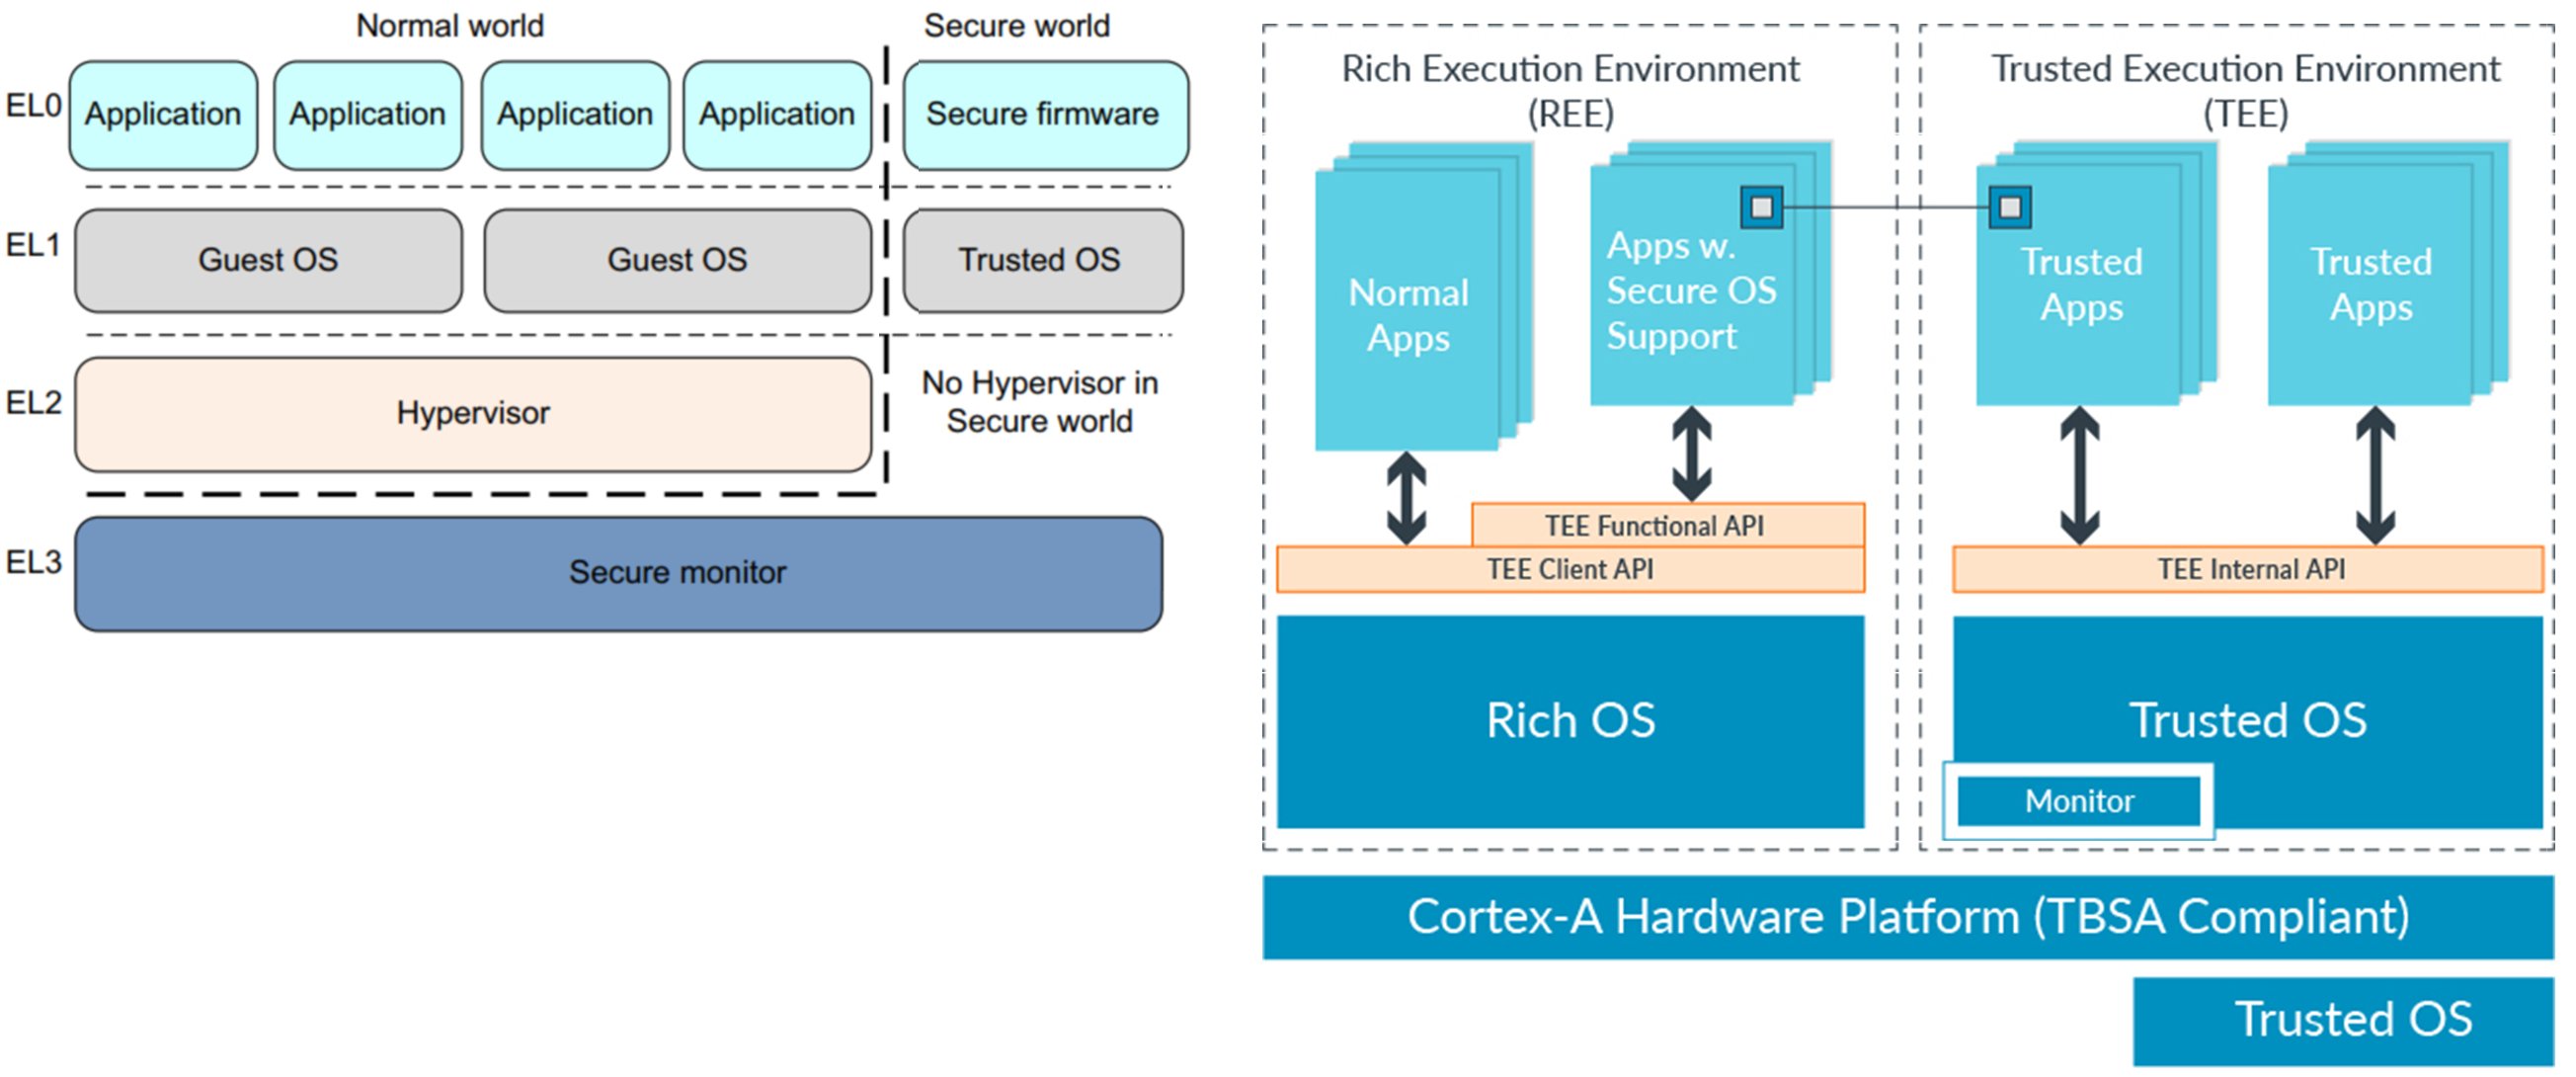 Normal world
Secure world
EL0
Application
Application
Application
Application
Secure firmware
EL1
Guest OS
Guest OS
Trusted OS
EL2
Hypervisor
No Hypervisor in
Secure world
EL3
Secure monitor
Rich Execution Environment
(REE)
Normal
Apps
Apps w.
Secure OS
Support
TEE Functional API
TEE Client API
Rich OS
Trusted Execution Environment
(TEE)
Trusted
Apps
Trusted
Apps
TEE Internal API
Trusted OS
Monitor
Cortex-A Hardware Platform (TBSA Compliant)
Trusted OS